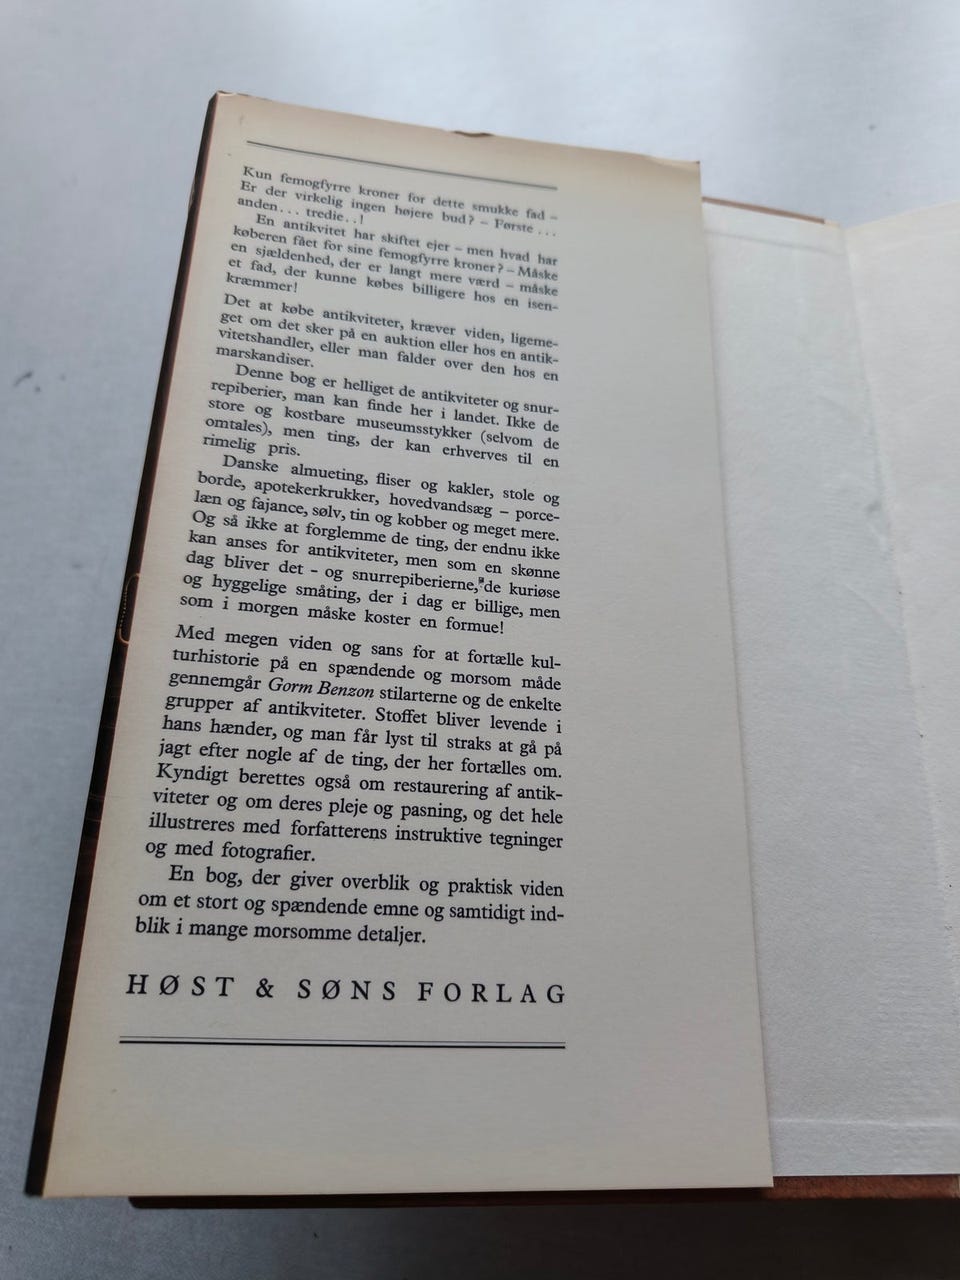 Kun femogfyrre kroner for dette smukke fad –
Er der virkelig ingen højere bud? – Første ...
anden... tredie..!
En antikvitet har skiftet ejer – men hvad har
køberen fået for sine femogfyrre kroner? – Måske
en sjældenhed, der er langt mere værd – måske
et fad, der kunne købes billigere hos en isen-
kræmmer!
Det at købe antikviteter, kræver viden, ligeme-
get om det sker på en auktion eller hos en antik-
vitetshandler, eller man falder over den hos en
marskandiser.
Denne bog er helliget de antikviteter og snur-
repiberier, man kan finde her i landet. Ikke de
store og kostbare museumsstykker (selvom de
omtales), men ting, der kan erhverves til en
rimelig pris.
Danske almueting, fliser og kakler, stole og
borde, apotekerkrukker, hovedvandsæg – porce-
læn og fajance, sølv, tin og kobber og meget mere.
Og så ikke at forglemme de ting, der endnu ikke
kan anses for antikviteter, men som en skønne
dag bliver det - og snurrepiberierne, de kuriøse
og hyggelige småting, der i dag er billige, men
som i morgen måske koster en formue!
Med megen viden og sans for at fortælle kul-
turhistorie på en spændende og morsom måde
gennemgår Gorm Benzon stilarterne og de enkelte
grupper af antikviteter. Stoffet bliver levende i
hans hænder, og man får lyst til straks at gå på
jagt efter nogle af de ting, der her fortælles om.
Kyndigt berettes også om restaurering af antik-
viteter og om deres pleje og pasning, og det hele
illustreres med forfatterens instruktive tegninger
og med fotografier.
En bog, der giver overblik og praktisk viden
om et stort og spændende emne og samtidigt ind-
blik i mange morsomme detaljer.
HØST & SØNS FORLAG